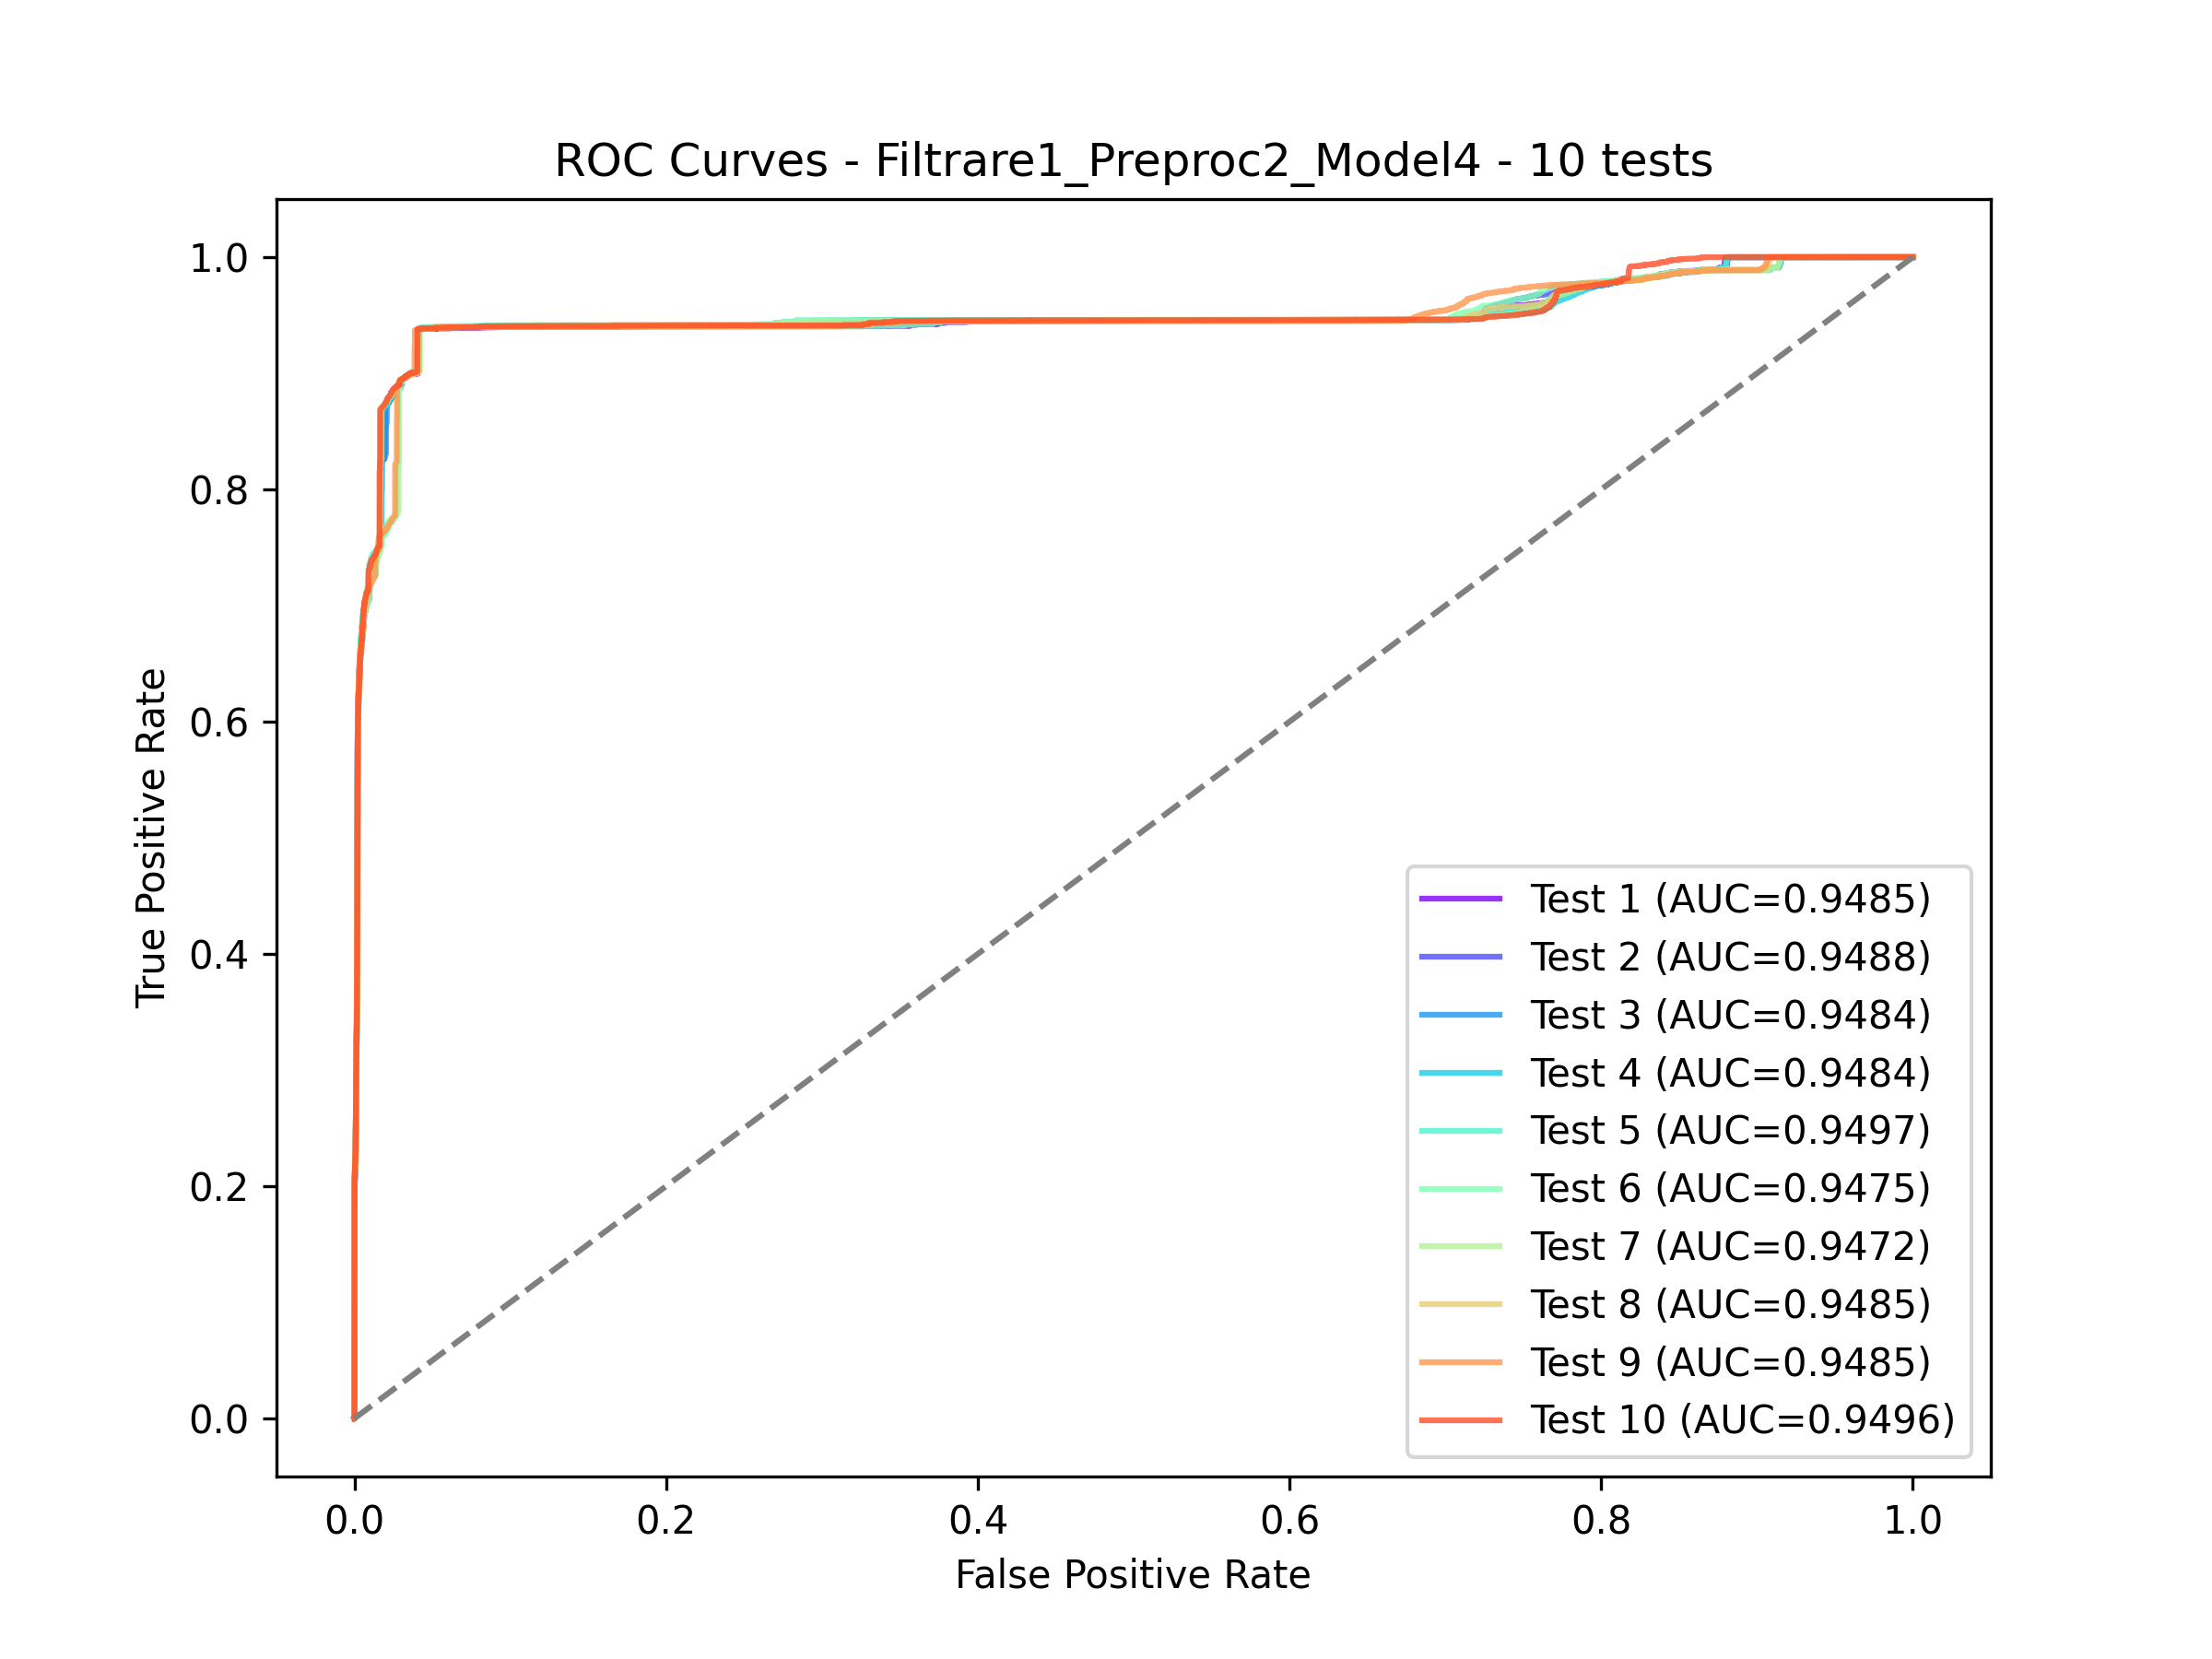 ROC Curves - Filtrare1_Preproc2_Model4 - 10 tests
True Positive Rate
1.0
0.8
0.6
0.4
0.2
0.0
Test 1 (AUC=0.9485)
Test 2 (AUC=0.9488)
Test 3 (AUC=0.9484)
Test 4 (AUC=0.9484)
Test 5 (AUC=0.9497)
Test 6 (AUC=0.9475)
Test 7 (AUC=0.9472)
Test 8 (AUC=0.9485)
Test 9 (AUC=0.9485)
Test 10 (AUC=0.9496)
0.0 0.2 0.4 0.6 0.8 1.0
False Positive Rate